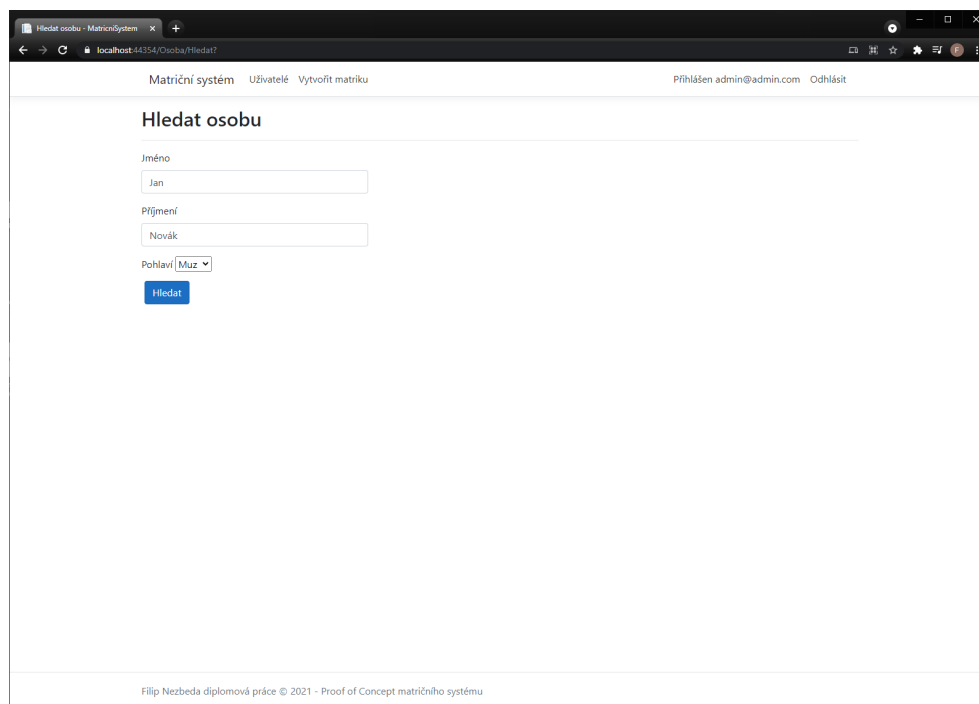 Hledat osobu - MatricniSystem
localhost:44354/Osoba/Hledat?
F
Matriční systém Uživatelé Vytvořit matriku Přihlášen admin@admin.com Odhlásit
Hledat osobu
Jméno
Jan
Příjmení
Novák
Pohlaví Muz
Hledat
Filip Nezbeda diplomová práce © 2021 - Proof of Concept matričního systému